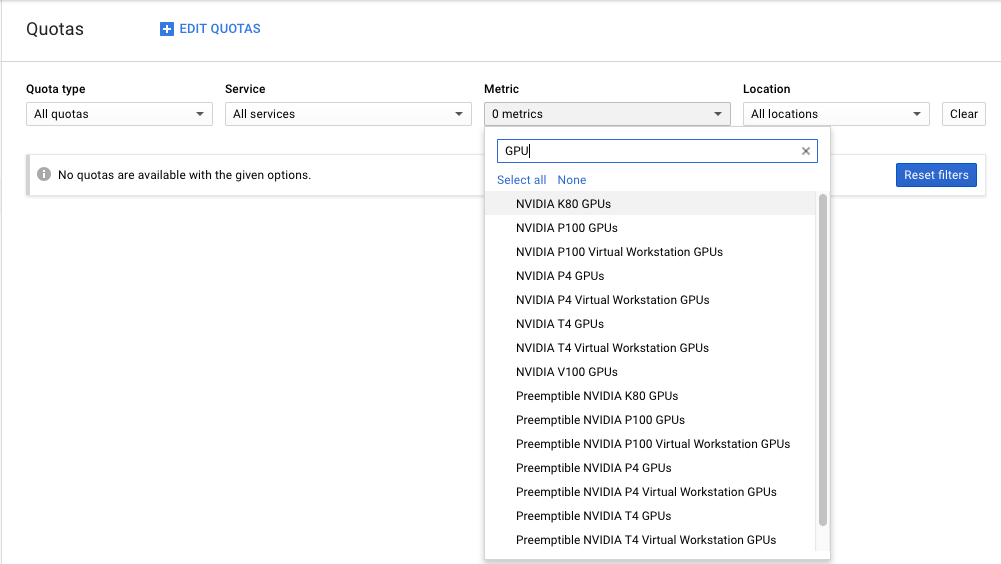 Quotas
EDIT QUOTAS
Quota type
Service
Metric
Location
All quotas
All services
0 metrics
All locations
Clear
GPU
No quotas are available with the given options.
Reset filters
Select all
None
NVIDIA K80 GPUs
NVIDIA P100 GPUs
NVIDIA P100 Virtual Workstation GPUs
NVIDIA P4 GPUs
NVIDIA P4 Virtual Workstation GPUs
NVIDIA T4 GPUs
NVIDIA T4 Virtual Workstation GPUs
NVIDIA V100 GPUs
Preemptible NVIDIA K80 GPUs
Preemptible NVIDIA P100 GPUs
Preemptible NVIDIA P100 Virtual Workstation GPUs
Preemptible NVIDIA P4 GPUs
Preemptible NVIDIA P4 Virtual Workstation GPUs
Preemptible NVIDIA T4 GPUs
Preemptible NVIDIA T4 Virtual Workstation GPUs